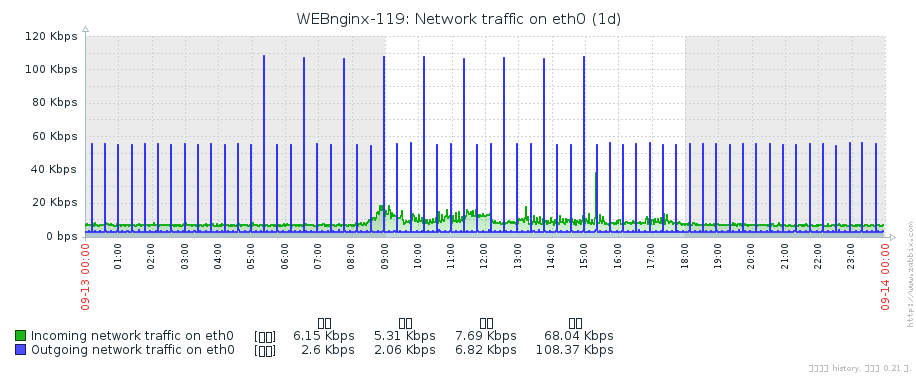 WEBnginx-119: Network traffic on eth0 (1d)
120 Kbps
100 Kbps
80 Kbps
60 Kbps
40 Kbps
20 Kbps
0 bps
09-13 00:00 01:00 02:00 03:00 04:00 05:00 06:00 07:00 08:00 09:00 10:00 11:00 12:00 13:00 14:00 15:00 16:00 17:00 18:00 19:00 20:00 21:00 22:00 23:00 09-14 00:00
Incoming network traffic on eth0 [] 6.15 Kbps 5.31 Kbps 7.69 Kbps 68.04 Kbps
Outgoing network traffic on eth0 [] 2.6 Kbps 2.06 Kbps 6.82 Kbps 108.37 Kbps
history. 0.21
http://www.zabbix.com